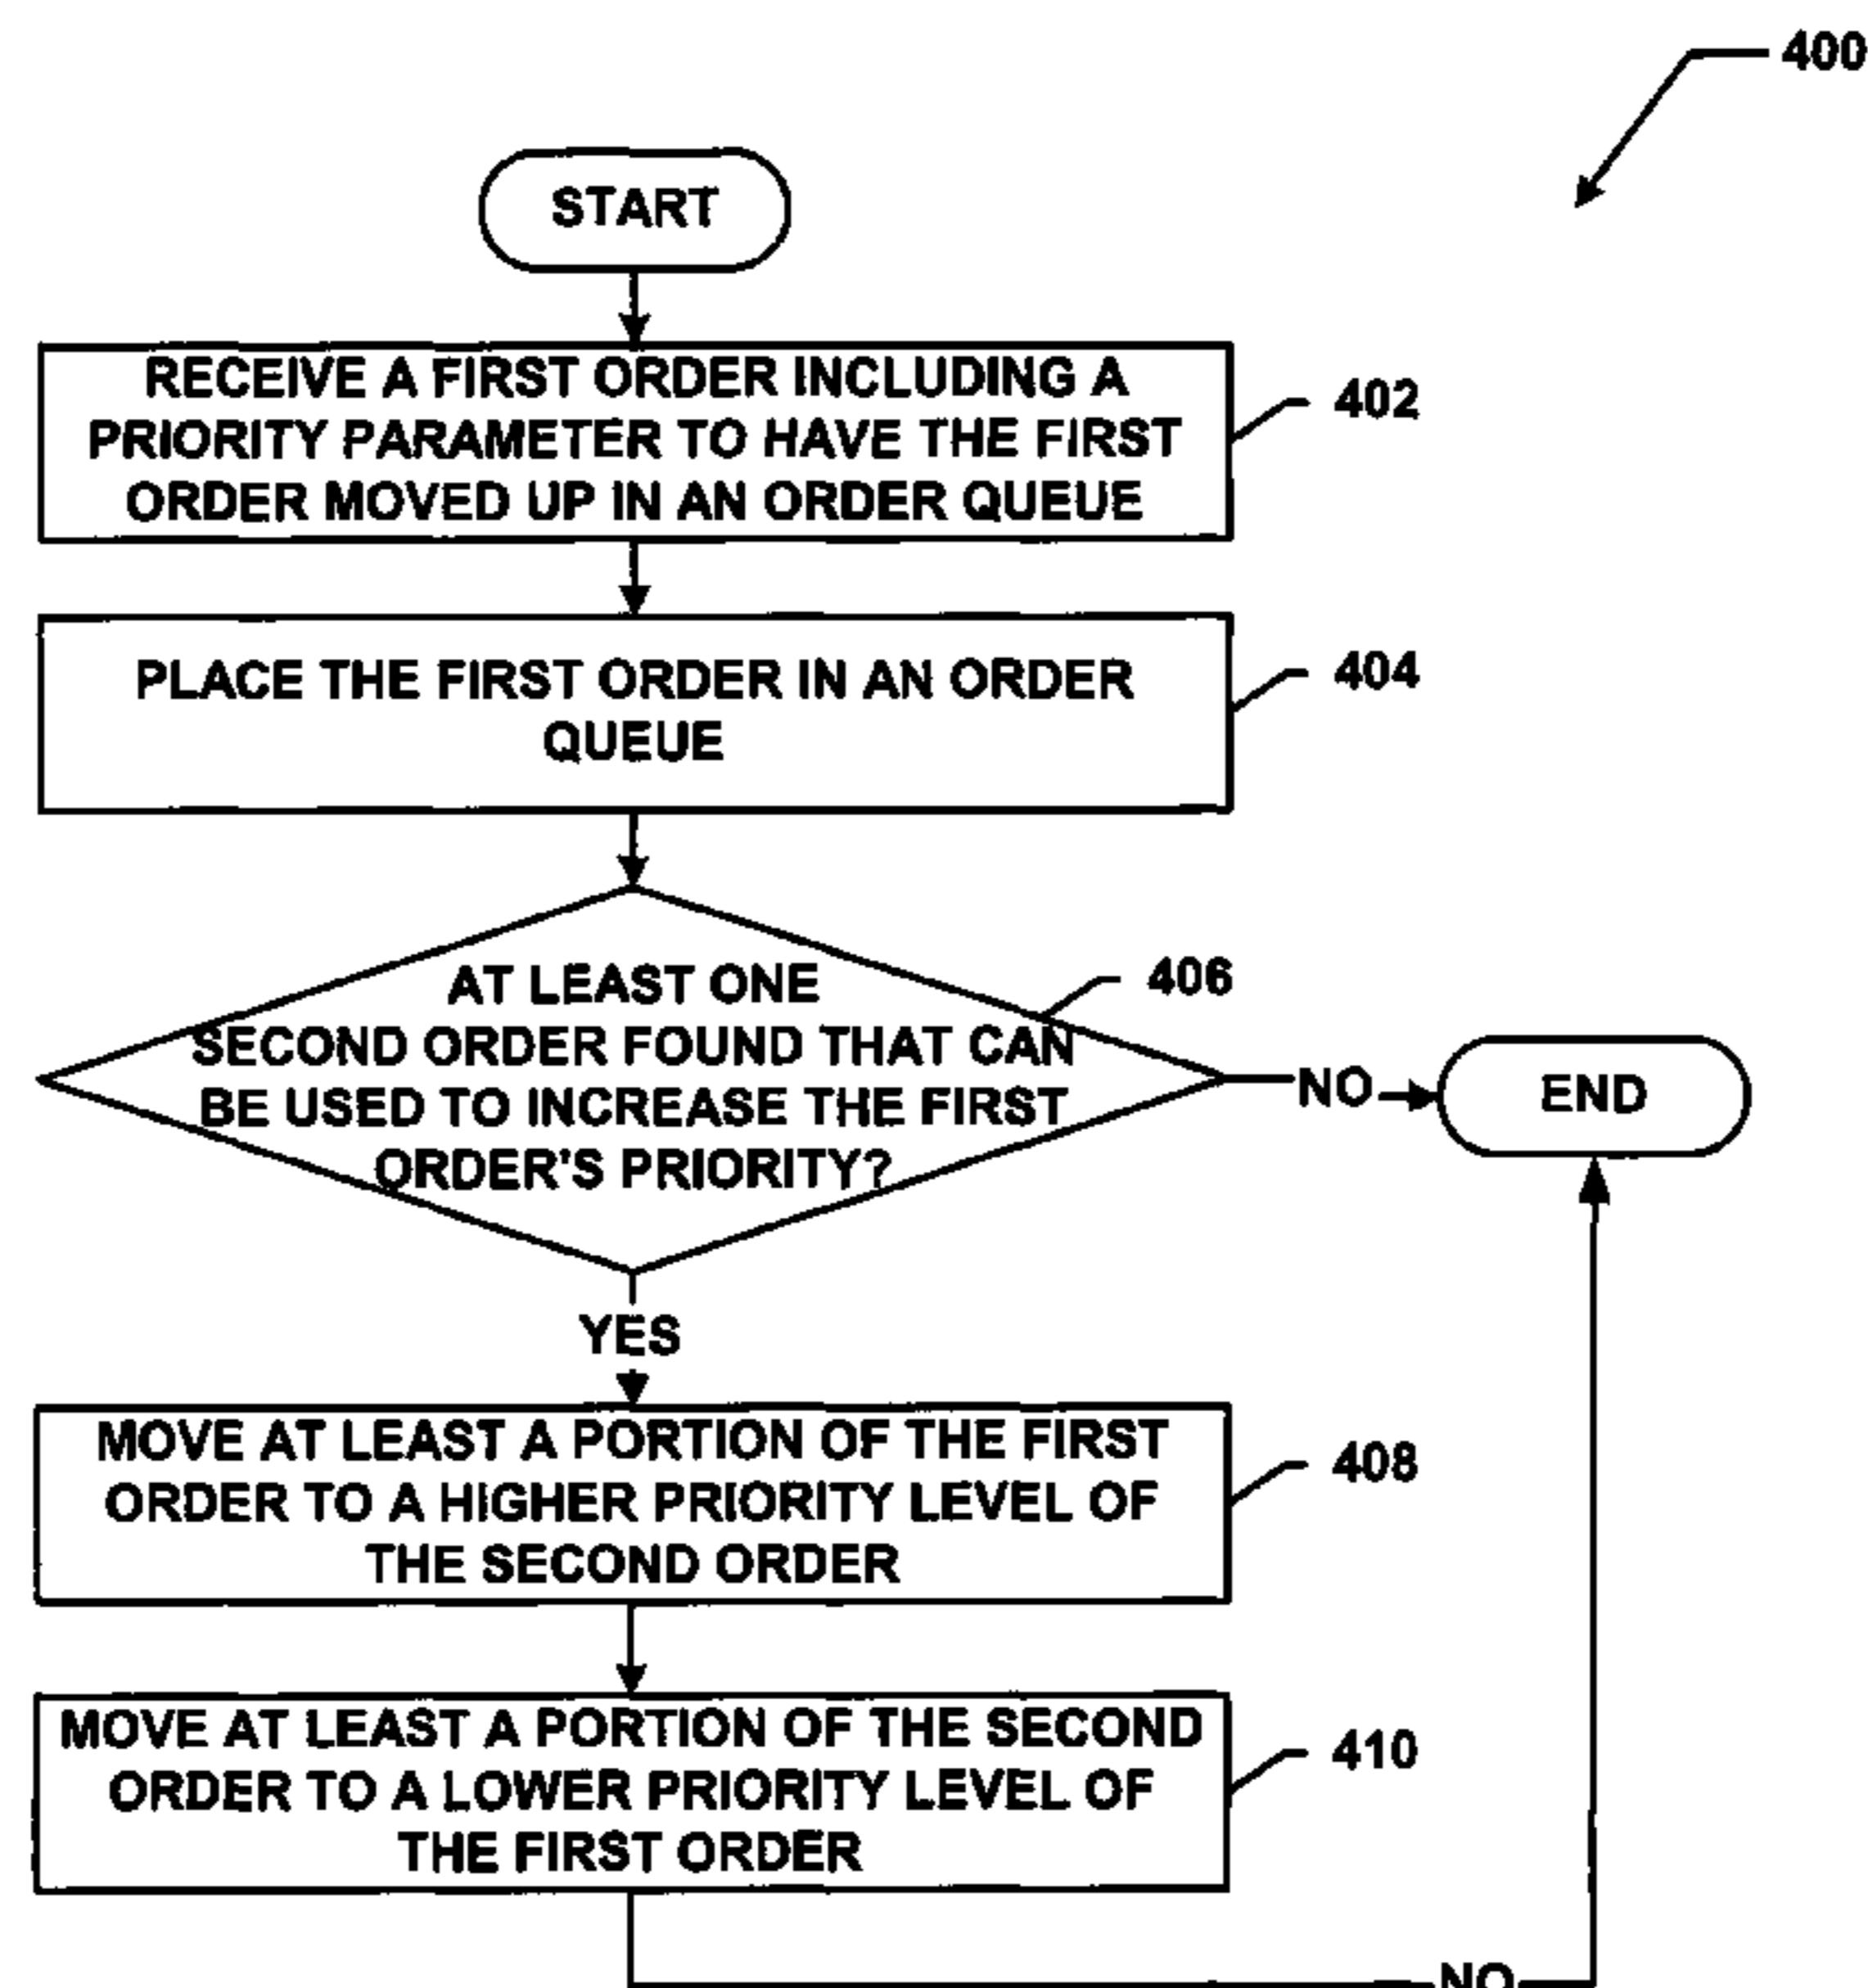 400
START
RECEIVE A FIRST ORDER INCLUDING A
PRIORITY PARAMETER TO HAVE THE FIRST
ORDER MOVED UP IN AN ORDER QUEUE
402
PLACE THE FIRST ORDER IN AN ORDER
QUEUE
404
AT LEAST ONE
SECOND ORDER FOUND THAT CAN
BE USED TO INCREASE THE FIRST
ORDER'S PRIORITY?
406
NO
END
YES
MOVE AT LEAST A PORTION OF THE FIRST
ORDER TO A HIGHER PRIORITY LEVEL OF
THE SECOND ORDER
408
MOVE AT LEAST A PORTION OF THE SECOND
ORDER TO A LOWER PRIORITY LEVEL OF
THE FIRST ORDER
410
NO